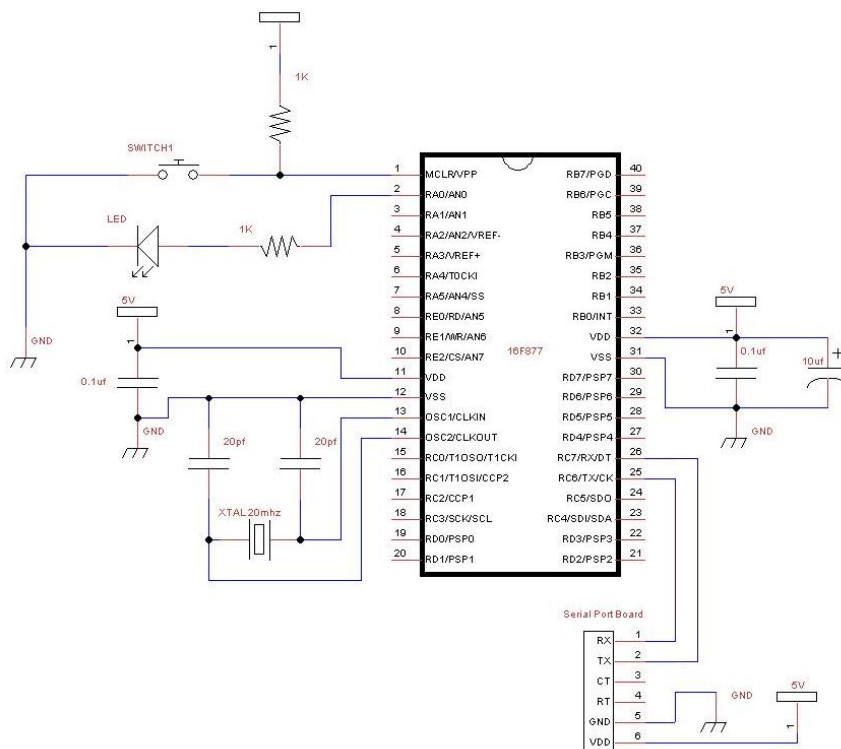 1
1K
SWITCH1
LED
1K
5V
1
GND
0.1uf
GND
20pf
20pf
XTAL20mhz
16F877
1 MCLR/VPP
2 RA0/AN0
3 RA1/AN1
4 RA2/AN2/VREF-
5 RA3/VREF+
6 RA4/TOCKI
7 RA5/AN4/SS
8 RE0/RD/AN5
9 RE1/WR/AN6
10 RE2/CS/AN7
11 VDD
12 VSS
13 OSC1/CLKIN
14 OSC2/CLKOUT
15 RC0/T1OSO/T1CKI
16 RC1/T1OSI/CCP2
17 RC2/CCP1
18 RC3/SCK/SCL
19 RD0/PSP0
20 RD1/PSP1
RB7/PGD 40
RB6/PGC 39
RB5 38
RB4 37
RB3/PGM 36
RB2 35
RB1 34
RB0/INT 33
VDD 32
VSS 31
RD7/PSP7 30
RD6/PSP6 29
RD5/PSP5 28
RD4/PSP4 27
RC7/RX/DT 26
RC6/TX/CK 25
RC5/SDO 24
RC4/SDI/SDA 23
RD3/PSP3 22
RD2/PSP2 21
5V
1
0.1uf
+
10uf
GND
Serial Port Board
RX 1
TX 2
CT 3
RT 4
GND 5
VDD 6
GND
5V
1